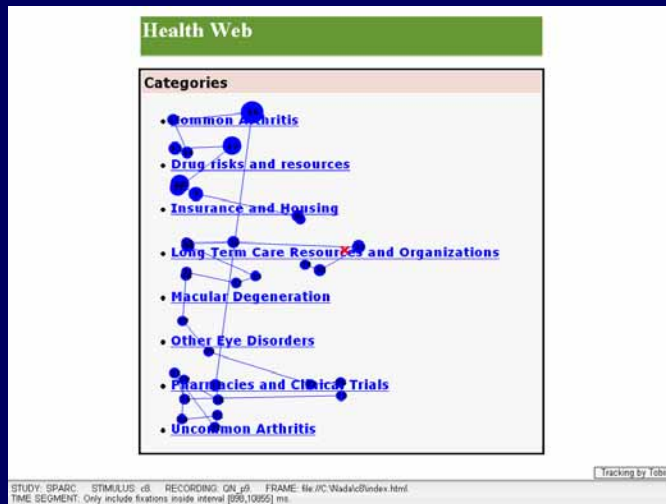 Health Web
Categories
Common Arthritis
Drug risks and resources
Insurance and Housing
Long Term Care Resources and Organizations
Macular Degeneration
Other Eye Disorders
Pharmacies and Clinical Trials
Uncommon Arthritis
Tracking by Tobi
STUDY: SPARC. STIMULUS: c8. RECORDING: QN_p9. FRAME: file://C:\Nada\c8\index.html.
TIME SEGMENT: Only include fixations inside interval [898,10855] ms.